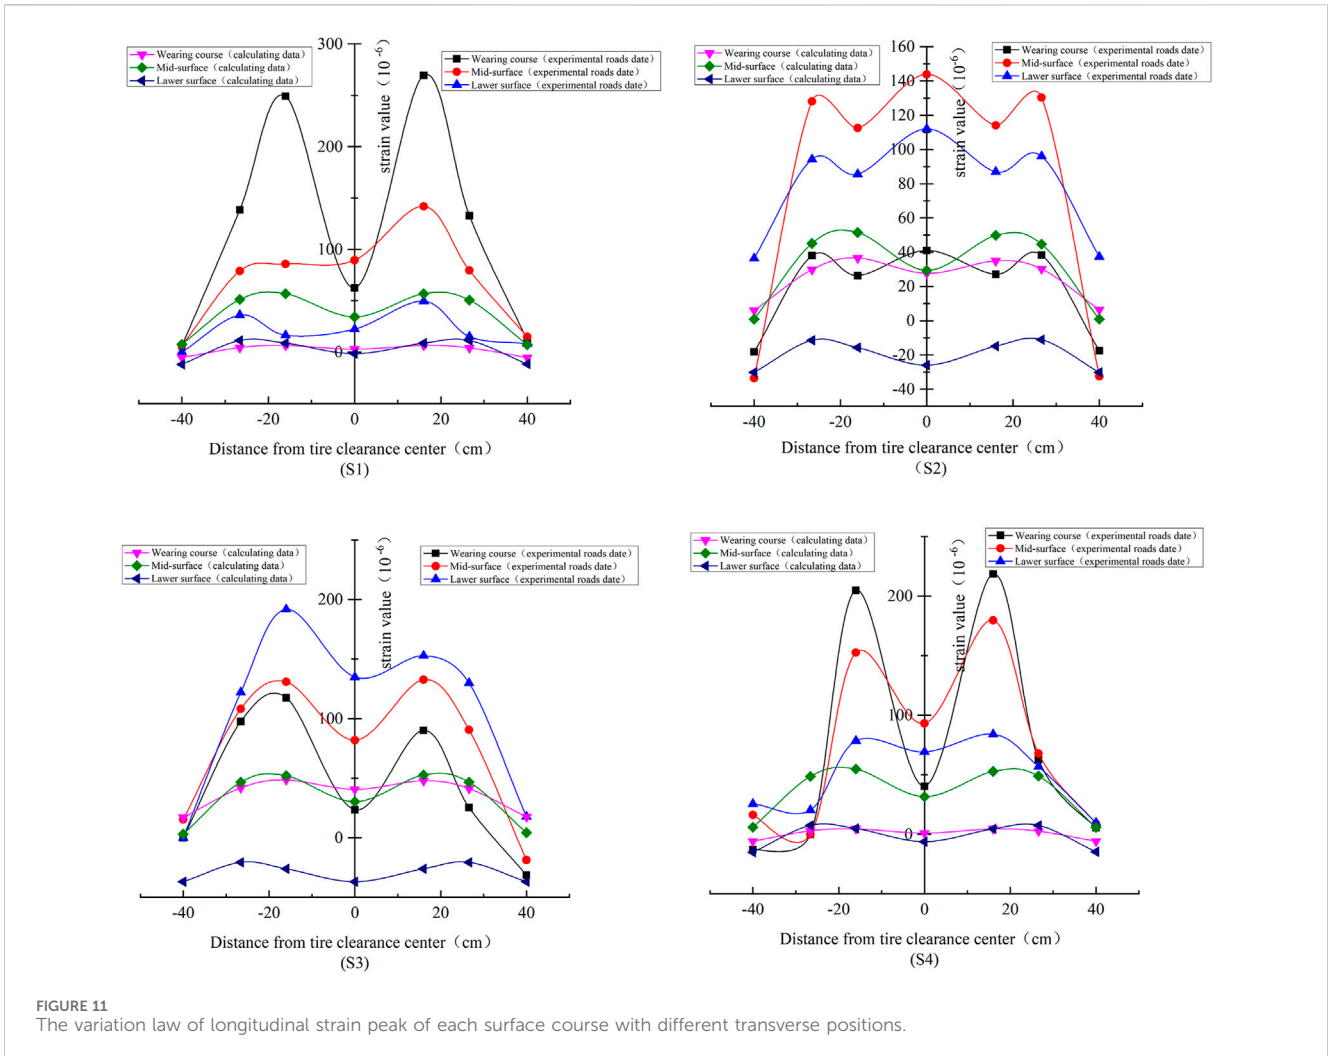 Wearing course（calculating data）
Mid-surface（calculating data）
Lawer surface（calculating data）
Wearing course（experimental roads date）
Mid-surface（experimental roads date）
Lawer surface（experimental roads date）
strain value（10⁻⁶）
300
200
100
0
-40 -20 0 20 40
Distance from tire clearance center（cm）
(S1)
Wearing course（calculating data）
Mid-surface（calculating data）
Lawer surface（calculating data）
Wearing course（experimental roads date）
Mid-surface（experimental roads date）
Lawer surface（experimental roads date）
strain value（10⁻⁶）
160
140
120
100
80
60
40
20
0
-20
-40
-40 -20 0 20 40
Distance from tire clearance center（cm）
（S2)
Wearing course（calculating data）
Mid-surface（calculating data）
Lawer surface（calculating data）
Wearing course（experimental roads date）
Mid-surface（experimental roads date）
Lawer surface（experimental roads date）
strain value（10⁻⁶）
200
100
0
-40 -20 0 20 40
Distance from tire clearance center（cm）
(S3)
Wearing course（calculating data）
Mid-surface（calculating data）
Lawer surface（calculating data）
Wearing course（experimental roads date）
Mid-surface（experimental roads date）
Lawer surface（experimental roads date）
strain value（10⁻⁶）
200
100
0
-40 -20 0 20 40
Distance from tire clearance center（cm）
(S4)
FIGURE 11
The variation law of longitudinal strain peak of each surface course with different transverse positions.